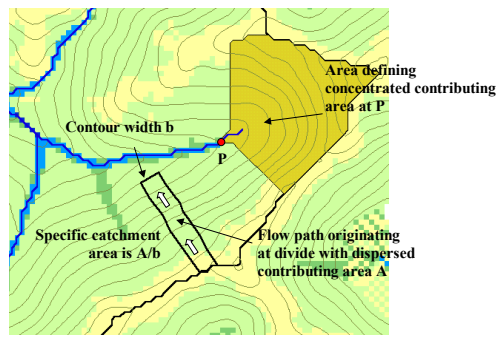 Area defining
concentrated contributing
area at P
Contour width b
P
Specific catchment
area is A/b
Flow path originating
at divide with dispersed
contributing area A